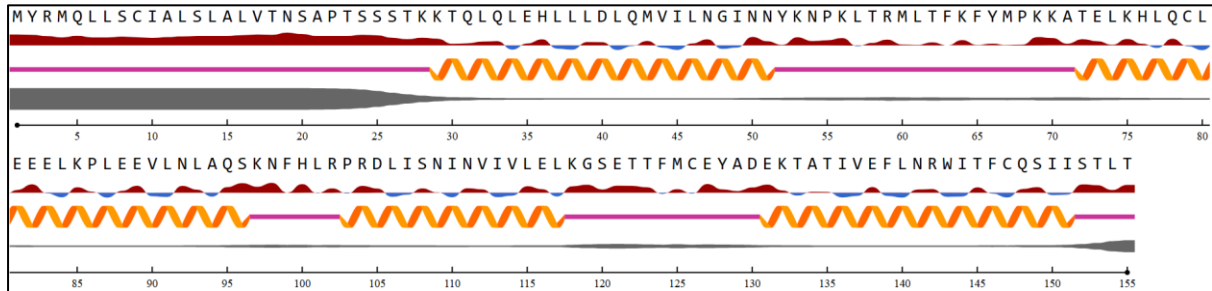 MYRMQLLSCIALSLALVTNSAPTSSSTKKTQLQLEHLLLDLQMVILNGINNYKNPKLTRMLTFKFYMPKKATELKHLQCL
5 10 15 20 25 30 35 40 45 50 55 60 65 70 75 80
EEELKPLEEVLNLAQSKNFHLRPRDLISNINVIVLELKGSETTFMCEYADEKTATIVEFLNRWITFCQSIISTLT
85 90 95 100 105 110 115 120 125 130 135 140 145 150 155